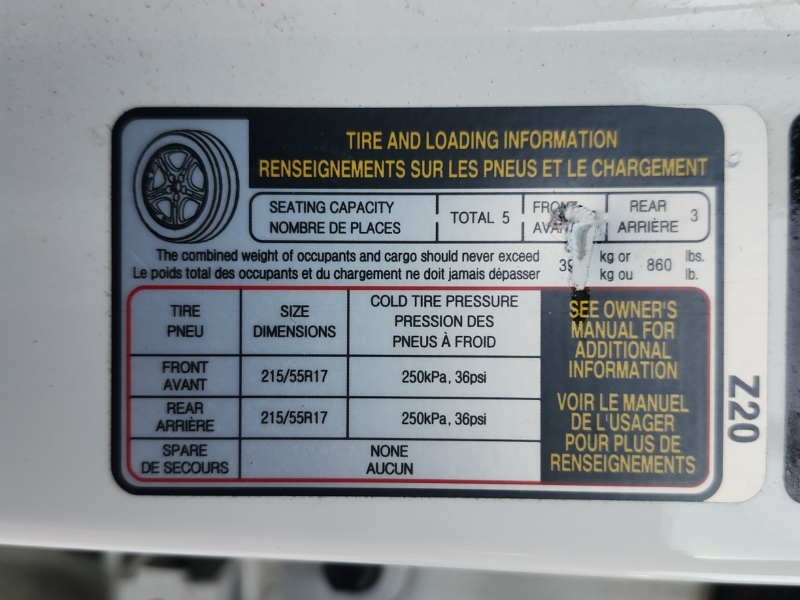 TIRE AND LOADING INFORMATION
RENSEIGNEMENTS SUR LES PNEUS ET LE CHARGEMENT
SEATING CAPACITY
NOMBRE DE PLACES
TOTAL 5
FRONT
REAR
ARRIÈRE 3
The combined weight of occupants and cargo should never exceed kg or 860 lbs.
Le poids total des occupants et du chargement ne doit jamais dépasser kg ou lb.
TIRE
PNEU
SIZE
DIMENSIONS
COLD TIRE PRESSURE
PRESSION DES
PNEUS À FROID
FRONT
AVANT
215/55R17
250kPa, 36psi
REAR
ARRIÈRE
215/55R17
250kPa, 36psi
SPARE
DE SECOURS
NONE
AUCUN
SEE OWNER'S
MANUAL FOR
ADDITIONAL
INFORMATION
VOIR LE MANUEL
DE L'USAGER
POUR PLUS DE
RENSEIGNEMENTS
Z20